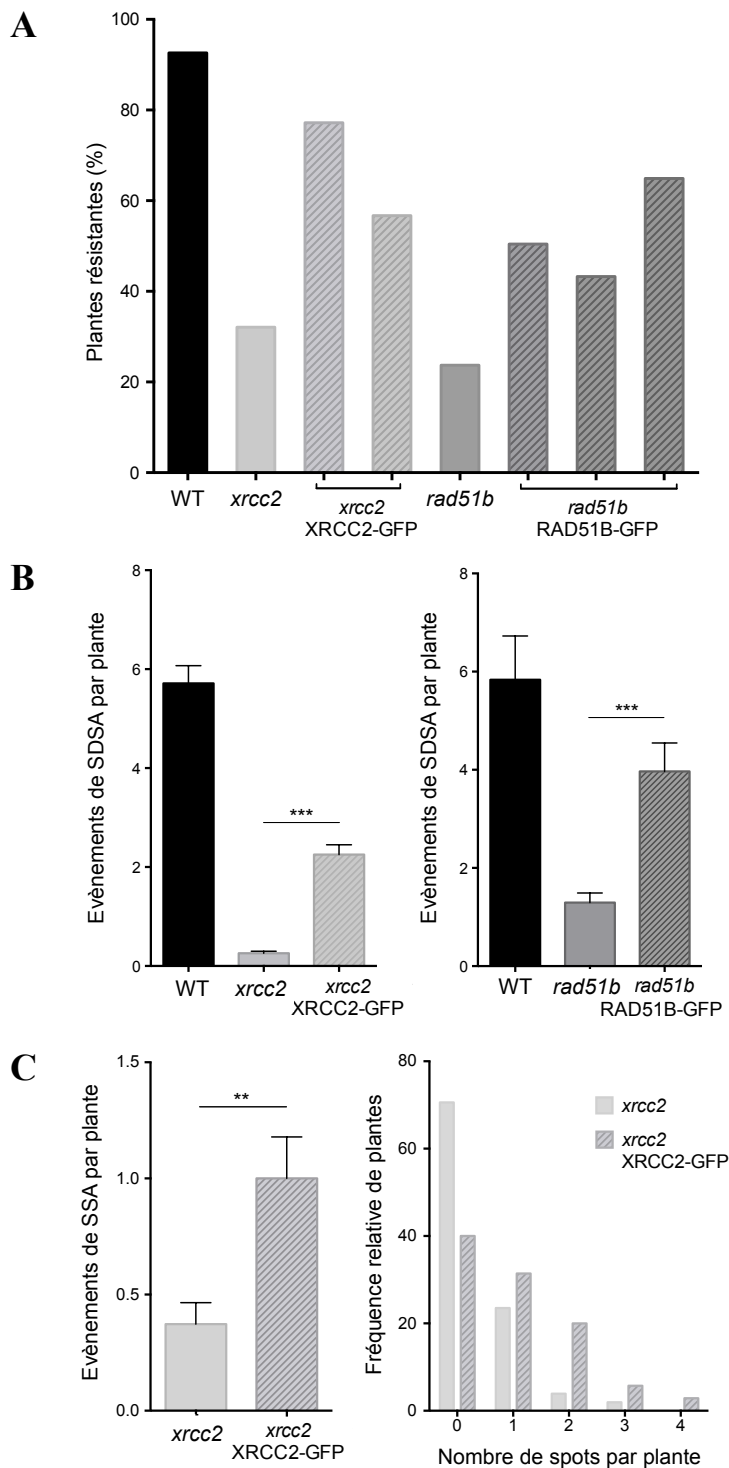 A
Plantes résistantes (%)
100
80
60
40
20
0
WT
xrcc2
xrcc2
XRCC2-GFP
rad51b
rad51b
RAD51B-GFP
B
Evènements de SDSA par plante
8
6
4
2
0
***
WT
xrcc2
xrcc2
XRCC2-GFP
Evènements de SDSA par plante
8
6
4
2
0
***
WT
rad51b
rad51b
RAD51B-GFP
C
Evènements de SSA par plante
1.5
1.0
0.5
0.0
**
xrcc2
xrcc2
XRCC2-GFP
Fréquence relative de plantes
80
60
40
20
0
xrcc2
xrcc2
XRCC2-GFP
0 1 2 3 4
Nombre de spots par plante